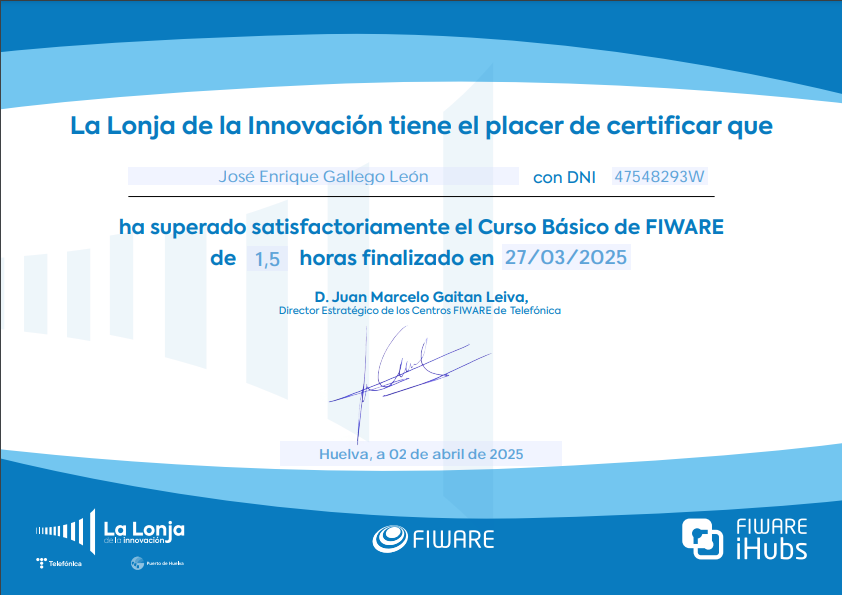 La Lonja de la Innovación tiene el placer de certificar que
José Enrique Gallego León con DNI 47548293W
ha superado satisfactoriamente el Curso Básico de FIWARE
de 1,5 horas finalizado en 27/03/2025
D. Juan Marcelo Gaitan Leiva,
Director Estratégico de los Centros FIWARE de Telefónica
Huelva, a 02 de abril de 2025
La Lonja
de la innovación
Telefónica
Puerto de Huelva
FIWARE
FIWARE
iHubs